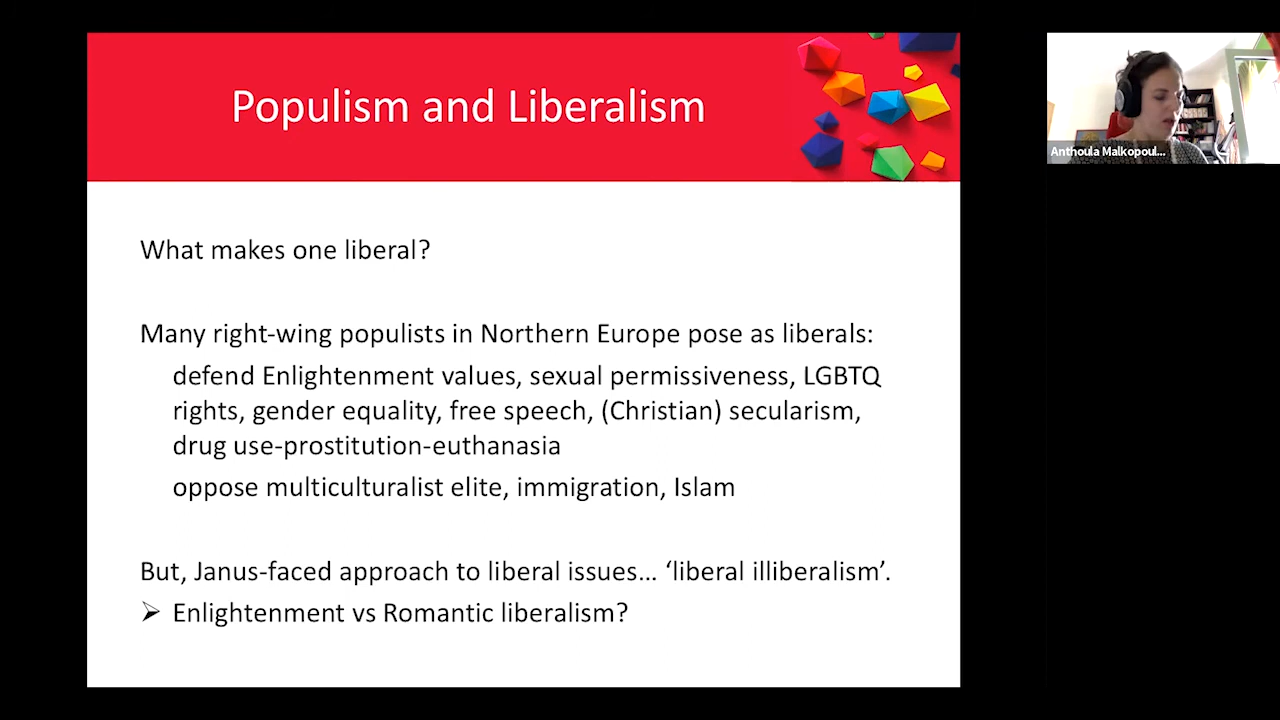 Populism and Liberalism
Anthoula Malkopoul...
What makes one liberal?
Many right-wing populists in Northern Europe pose as liberals:
defend Enlightenment values, sexual permissiveness, LGBTQ
rights, gender equality, free speech, (Christian) secularism,
drug use-prostitution-euthanasia
oppose multiculturalist elite, immigration, Islam
But, Janus-faced approach to liberal issues… ‘liberal illiberalism’.
➢ Enlightenment vs Romantic liberalism?